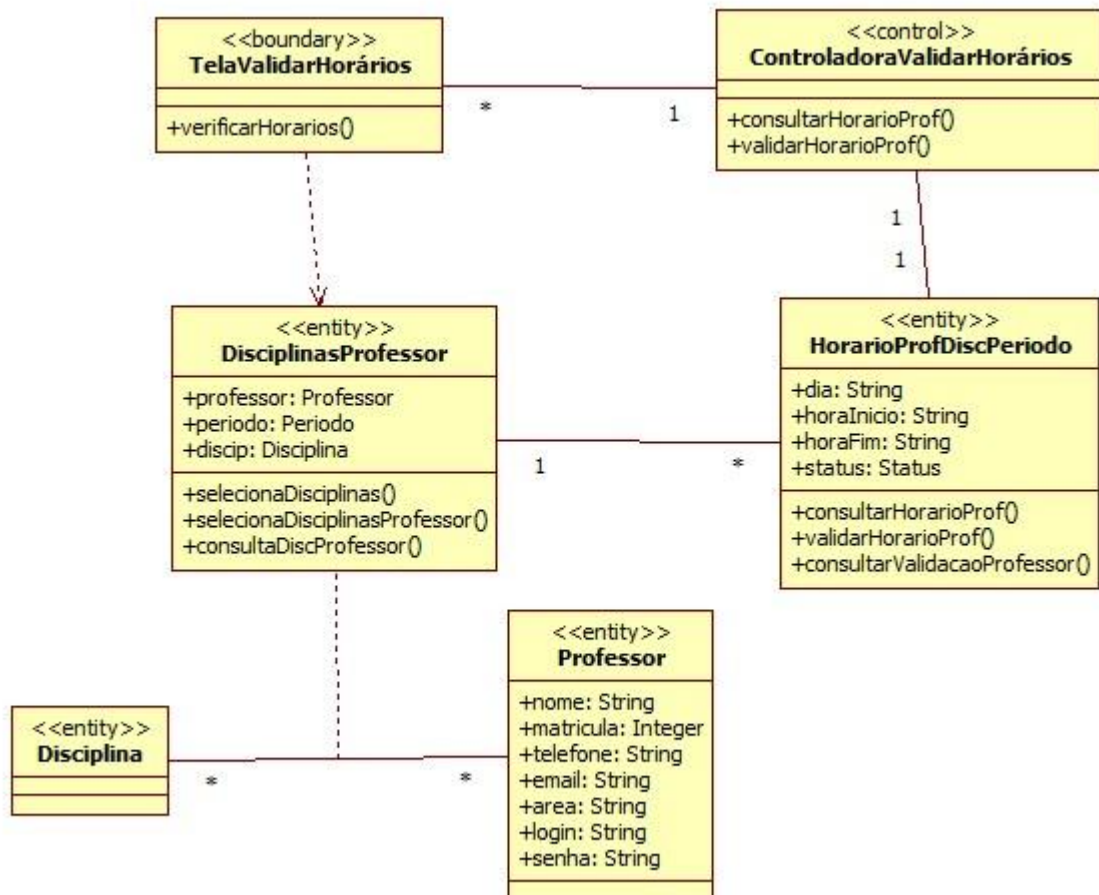 <<boundary>>
TelaValidarHorários
+verificarHorarios()
<<control>>
ControladoraValidarHorários
+consultarHorarioProf()
+validarHorarioProf()
*
1
1
1
<<entity>>
DisciplinasProfessor
+professor: Professor
+periodo: Periodo
+discip: Disciplina
+selecionaDisciplinas()
+selecionaDisciplinasProfessor()
+consultaDiscProfessor()
1
*
<<entity>>
HorarioProfDiscPeriodo
+dia: String
+horaInicio: String
+horaFim: String
+status: Status
+consultarHorarioProf()
+validarHorarioProf()
+consultarValidacaoProfessor()
<<entity>>
Disciplina
*
*
<<entity>>
Professor
+nome: String
+matricula: Integer
+telefone: String
+email: String
+area: String
+login: String
+senha: String